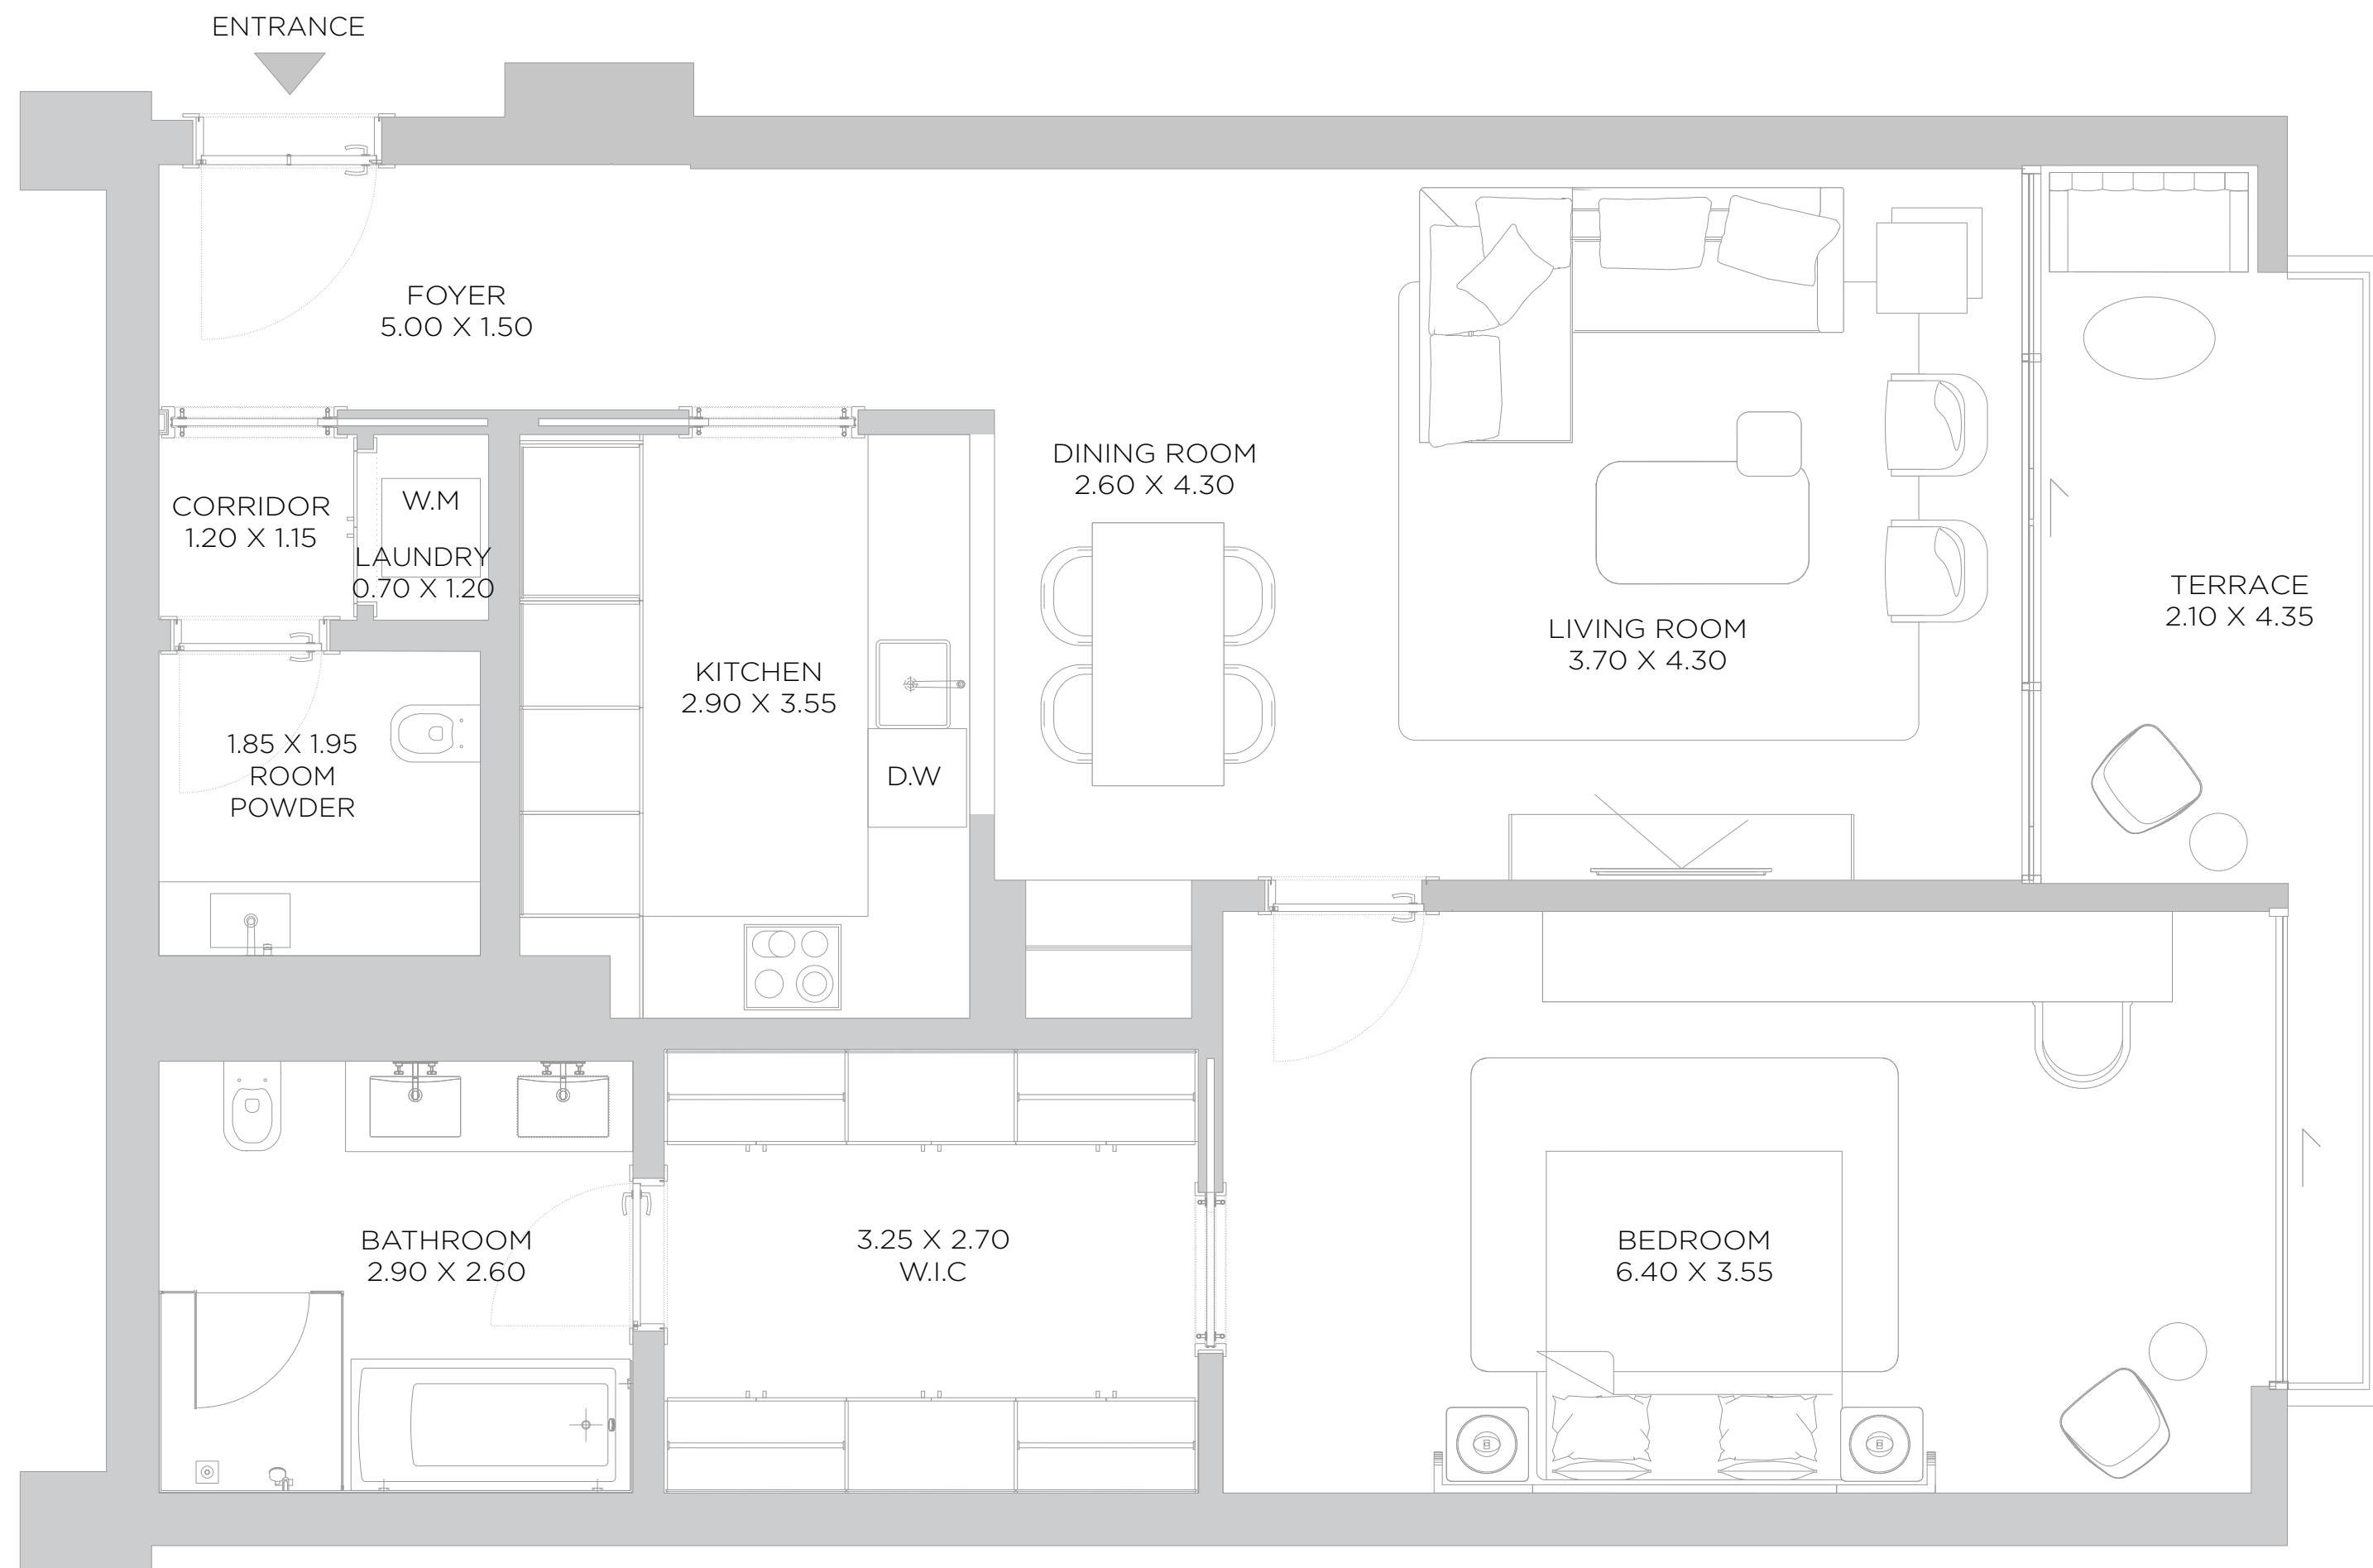 ENTRANCE
FOYER
5.00 X 1.50
CORRIDOR
1.20 X 1.15
W.M
LAUNDRY
0.70 X 1.20
DINING ROOM
2.60 X 4.30
LIVING ROOM
3.70 X 4.30
TERRACE
2.10 X 4.35
KITCHEN
2.90 X 3.55
D.W
1.85 X 1.95
ROOM
POWDER
BATHROOM
2.90 X 2.60
3.25 X 2.70
W.I.C
BEDROOM
6.40 X 3.55